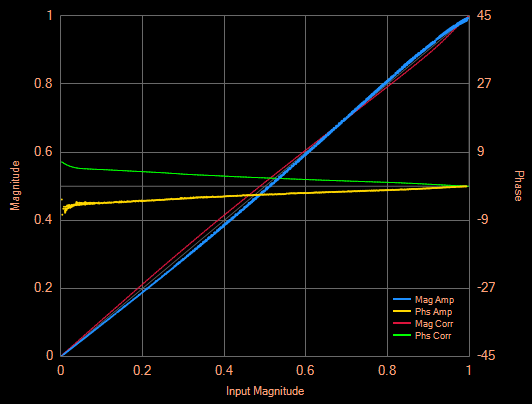 1
45
0.8
27
0.6
9
Magnitude
Phase
0.4
-9
0.2
-27
Mag Amp
Phs Amp
Mag Corr
Phs Corr
0
-45
0 0.2 0.4 0.6 0.8 1
Input Magnitude